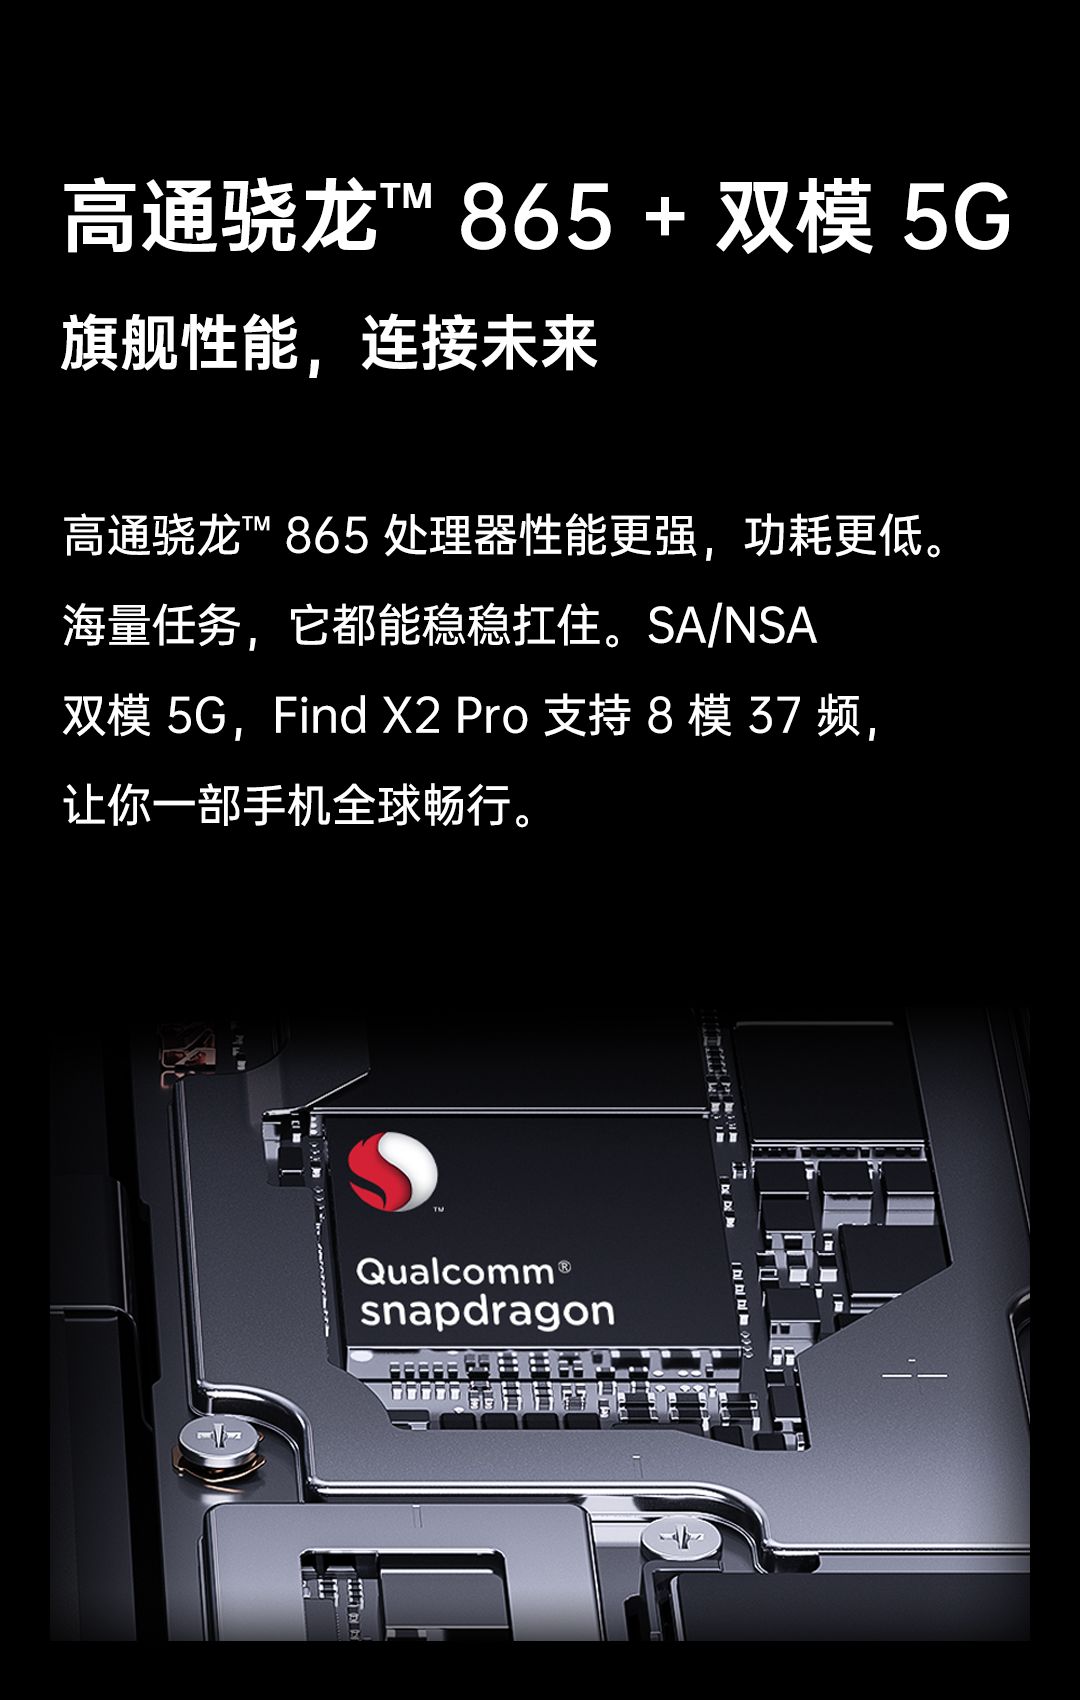 高通骁龙™ 865 + 双模 5G
旗舰性能，连接未来
高通骁龙™ 865 处理器性能更强，功耗更低。
海量任务，它都能稳稳扛住。SA/NSA
双模 5G，Find X2 Pro 支持 8 模 37 频，
让你一部手机全球畅行。
™
Qualcomm®
snapdragon